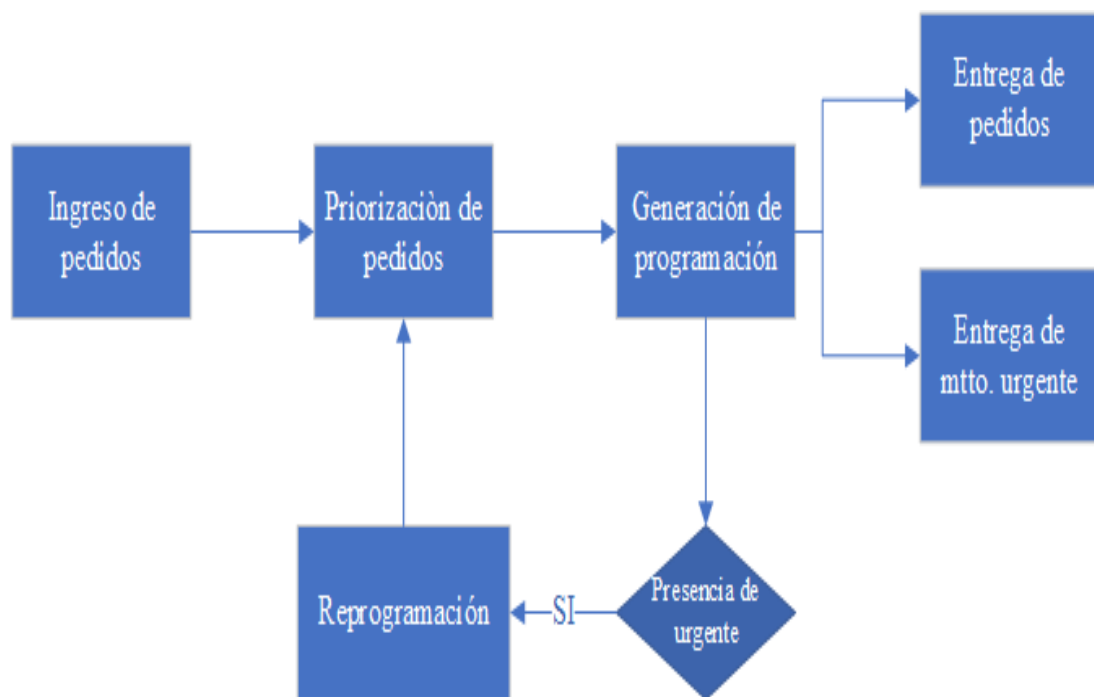 Ingreso de
pedidos
Priorizaciòn de
pedidos
Generación de
programación
Entrega de
pedidos
Entrega de
mtto. urgente
Presencia de
urgente
SI
Reprogramación